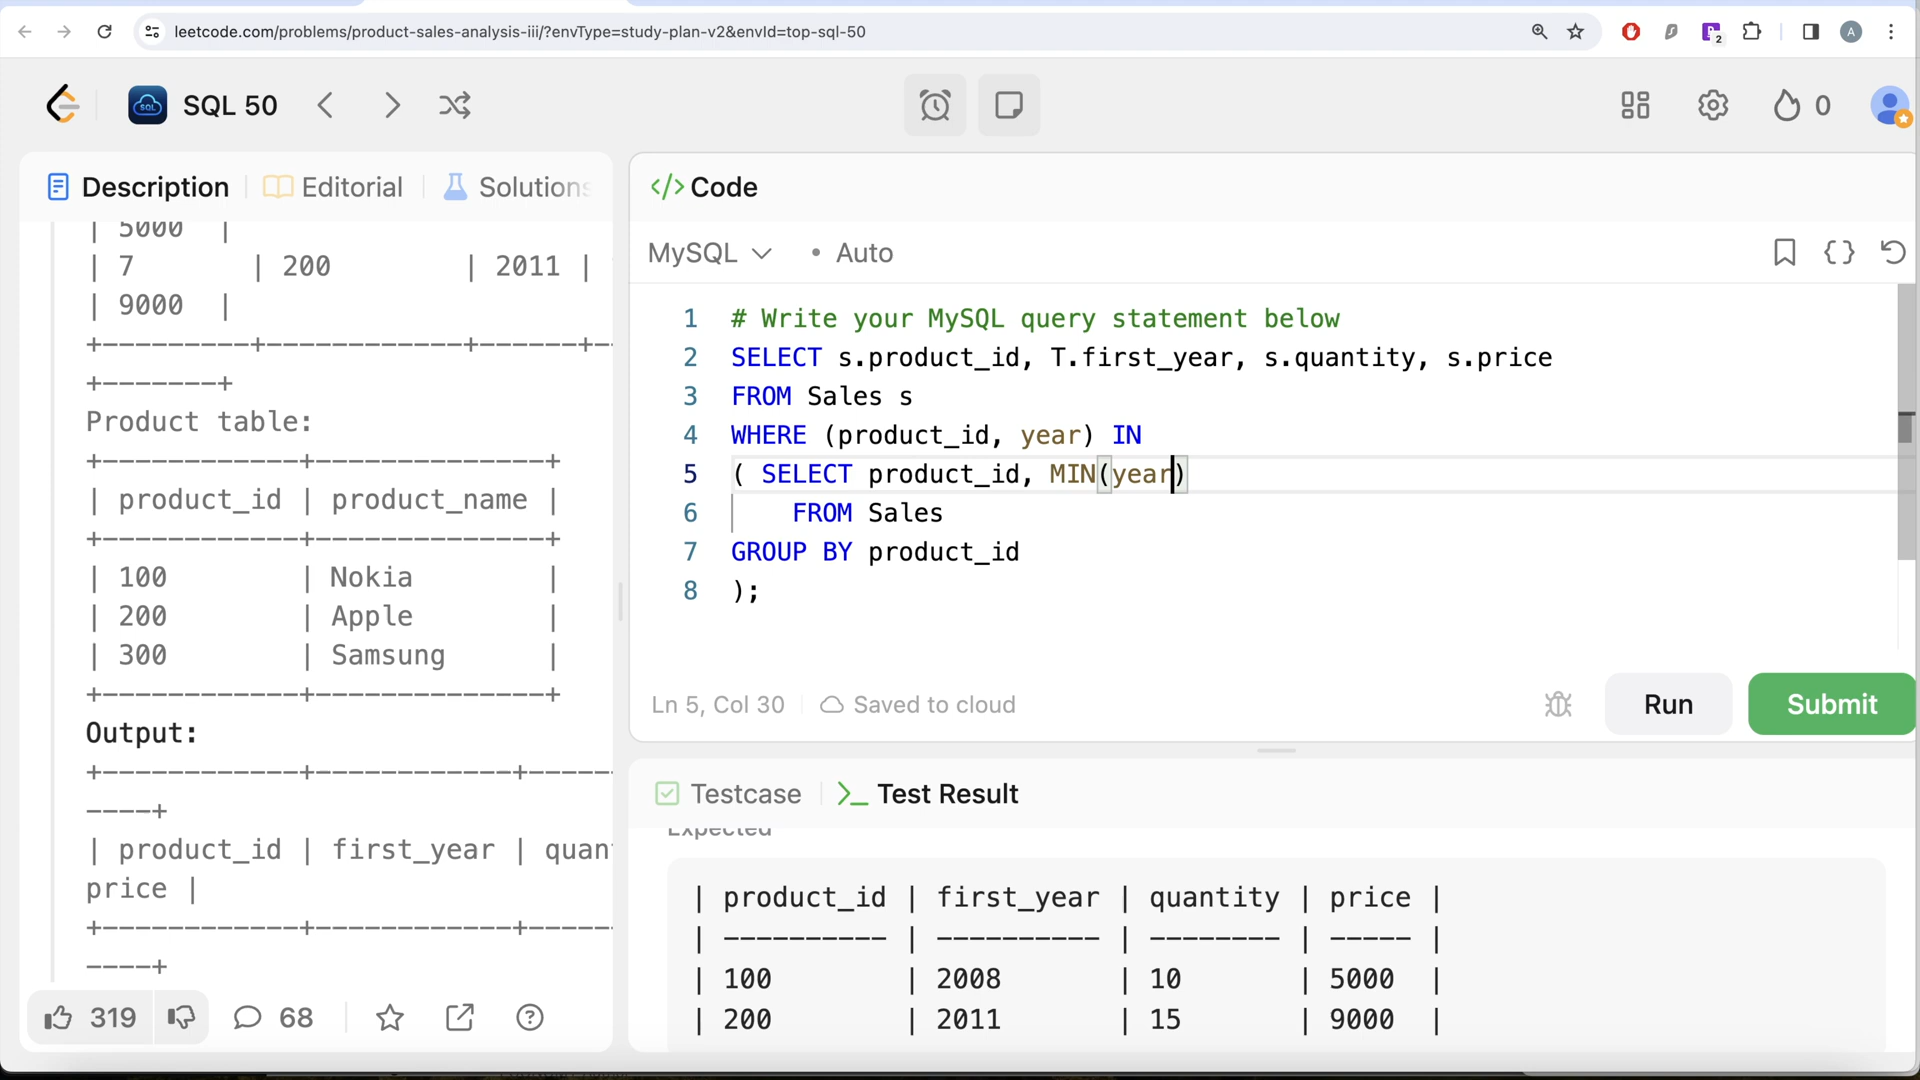 leetcode.com/problems/product-sales-analysis-iii/?envType=study-plan-v2&envId=top-sql-50
2
A
SQL
SQL 50
0
Description
Editorial
Solutions
| 5000 |
| 7 | 200 | 2011 |
| 9000 |
+---------+------------+------+-
+-------+
Product table:
+------------+--------------+
| product_id | product_name |
+------------+--------------+
| 100 | Nokia |
| 200 | Apple |
| 300 | Samsung |
+------------+--------------+
Output:
+------------+------------+-----
----+
| product_id | first_year | quan
price |
+------------+------------+-----
----+
319
68
</> Code
MySQL
• Auto
{}
1 # Write your MySQL query statement below
2 SELECT s.product_id, T.first_year, s.quantity, s.price
3 FROM Sales s
4 WHERE (product_id, year) IN
5 ( SELECT product_id, MIN(year)
6 FROM Sales
7 GROUP BY product_id
8 );
Ln 5, Col 30
Saved to cloud
Run
Submit
Testcase
>_ Test Result
Expected
| product_id | first_year | quantity | price |
| ---------- | ---------- | -------- | ----- |
| 100 | 2008 | 10 | 5000 |
| 200 | 2011 | 15 | 9000 |